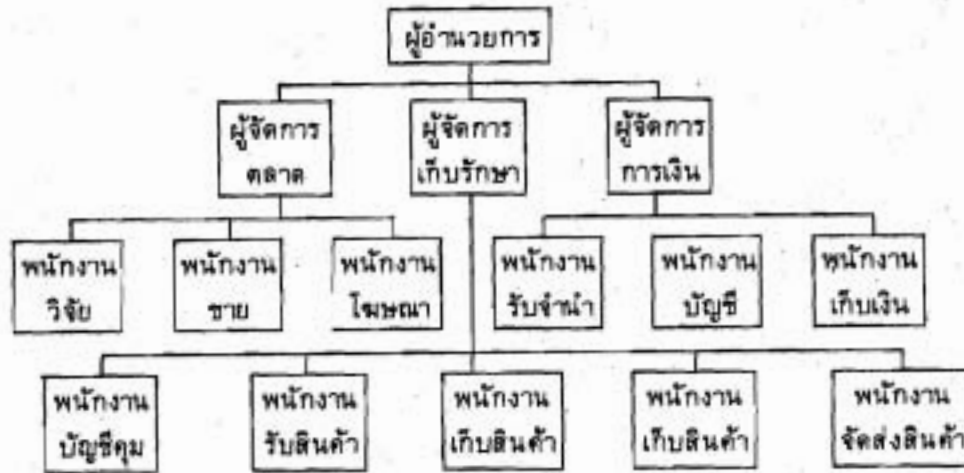 ผู้อำนวยการ
ผู้จัดการ
ตลาด
ผู้จัดการ
เก็บรักษา
ผู้จัดการ
การเงิน
พนักงาน
วิจัย
พนักงาน
ขาย
พนักงาน
โฆษณา
พนักงาน
รับจำนำ
พนักงาน
บัญชี
พนักงาน
เก็บเงิน
พนักงาน
บัญชีคุม
พนักงาน
รับสินค้า
พนักงาน
เก็บสินค้า
พนักงาน
เก็บสินค้า
พนักงาน
จัดส่งสินค้า